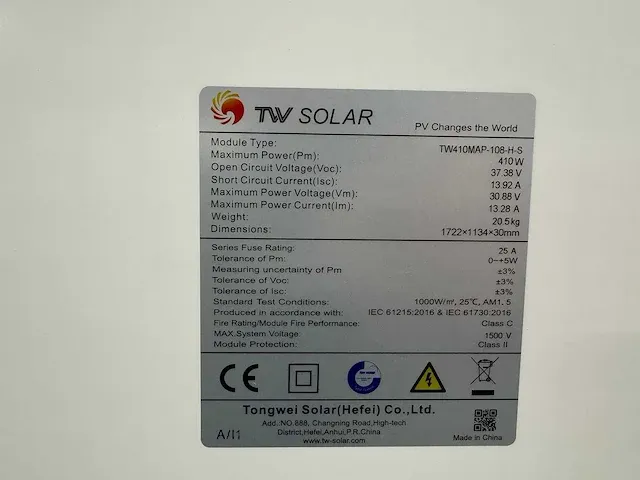 TW SOLAR
PV Changes the World
Module Type: TW410MAP-108-H-S
Maximum Power(Pm): 410W
Open Circuit Voltage(Voc): 37.38 V
Short Circuit Current(Isc): 13.92 A
Maximum Power Voltage(Vm): 30.88 V
Maximum Power Current(Im): 13.28 A
Weight: 20.5kg
Dimensions: 1722×1134×30mm
Series Fuse Rating: 25 A
Tolerance of Pm: 0~+5W
Measuring uncertainty of Pm ±3%
Tolerance of Voc: ±3%
Tolerance of Isc: ±3%
Standard Test Conditions: 1000W/㎡, 25℃, AM1.5
Produced in accordance with: IEC 61215:2016 & IEC 61730:2016
Fire Rating/Module Fire Performance: Class C
MAX.System Voltage: 1500 V
Module Protection: Class II
CE
Tongwei Solar(Hefei) Co.,Ltd.
Add.:NO.888, Changning Road,High-tech
District,Hefei,Anhui,P.R.China
www.tw-solar.com
A/I1
Made in China